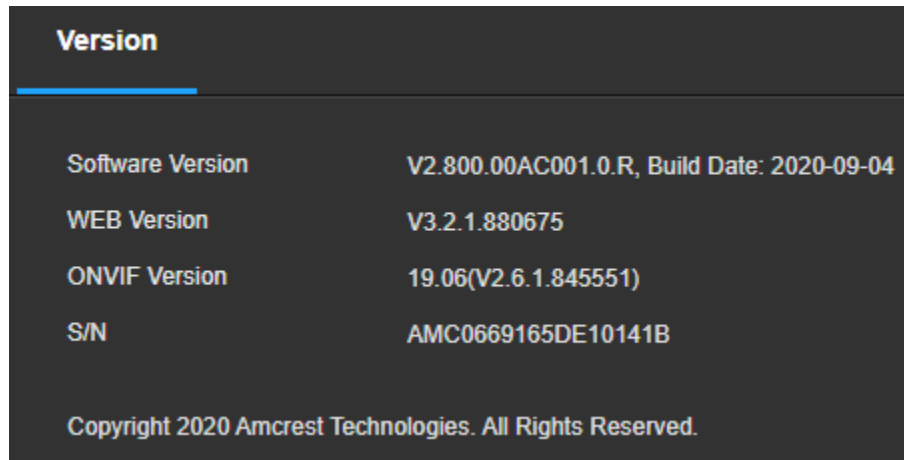 Version
Software Version V2.800.00AC001.0.R, Build Date: 2020-09-04
WEB Version V3.2.1.880675
ONVIF Version 19.06(V2.6.1.845551)
S/N AMC0669165DE10141B
Copyright 2020 Amcrest Technologies. All Rights Reserved.